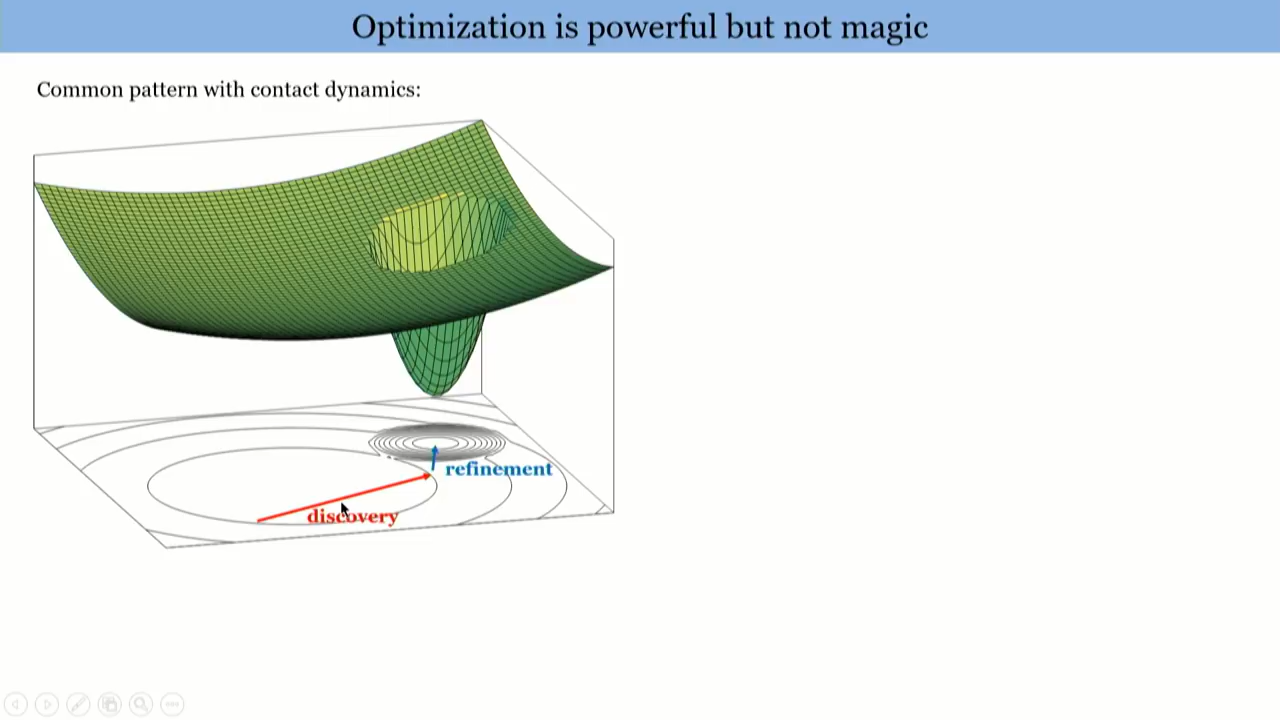 Optimization is powerful but not magic
Common pattern with contact dynamics:
refinement
discovery